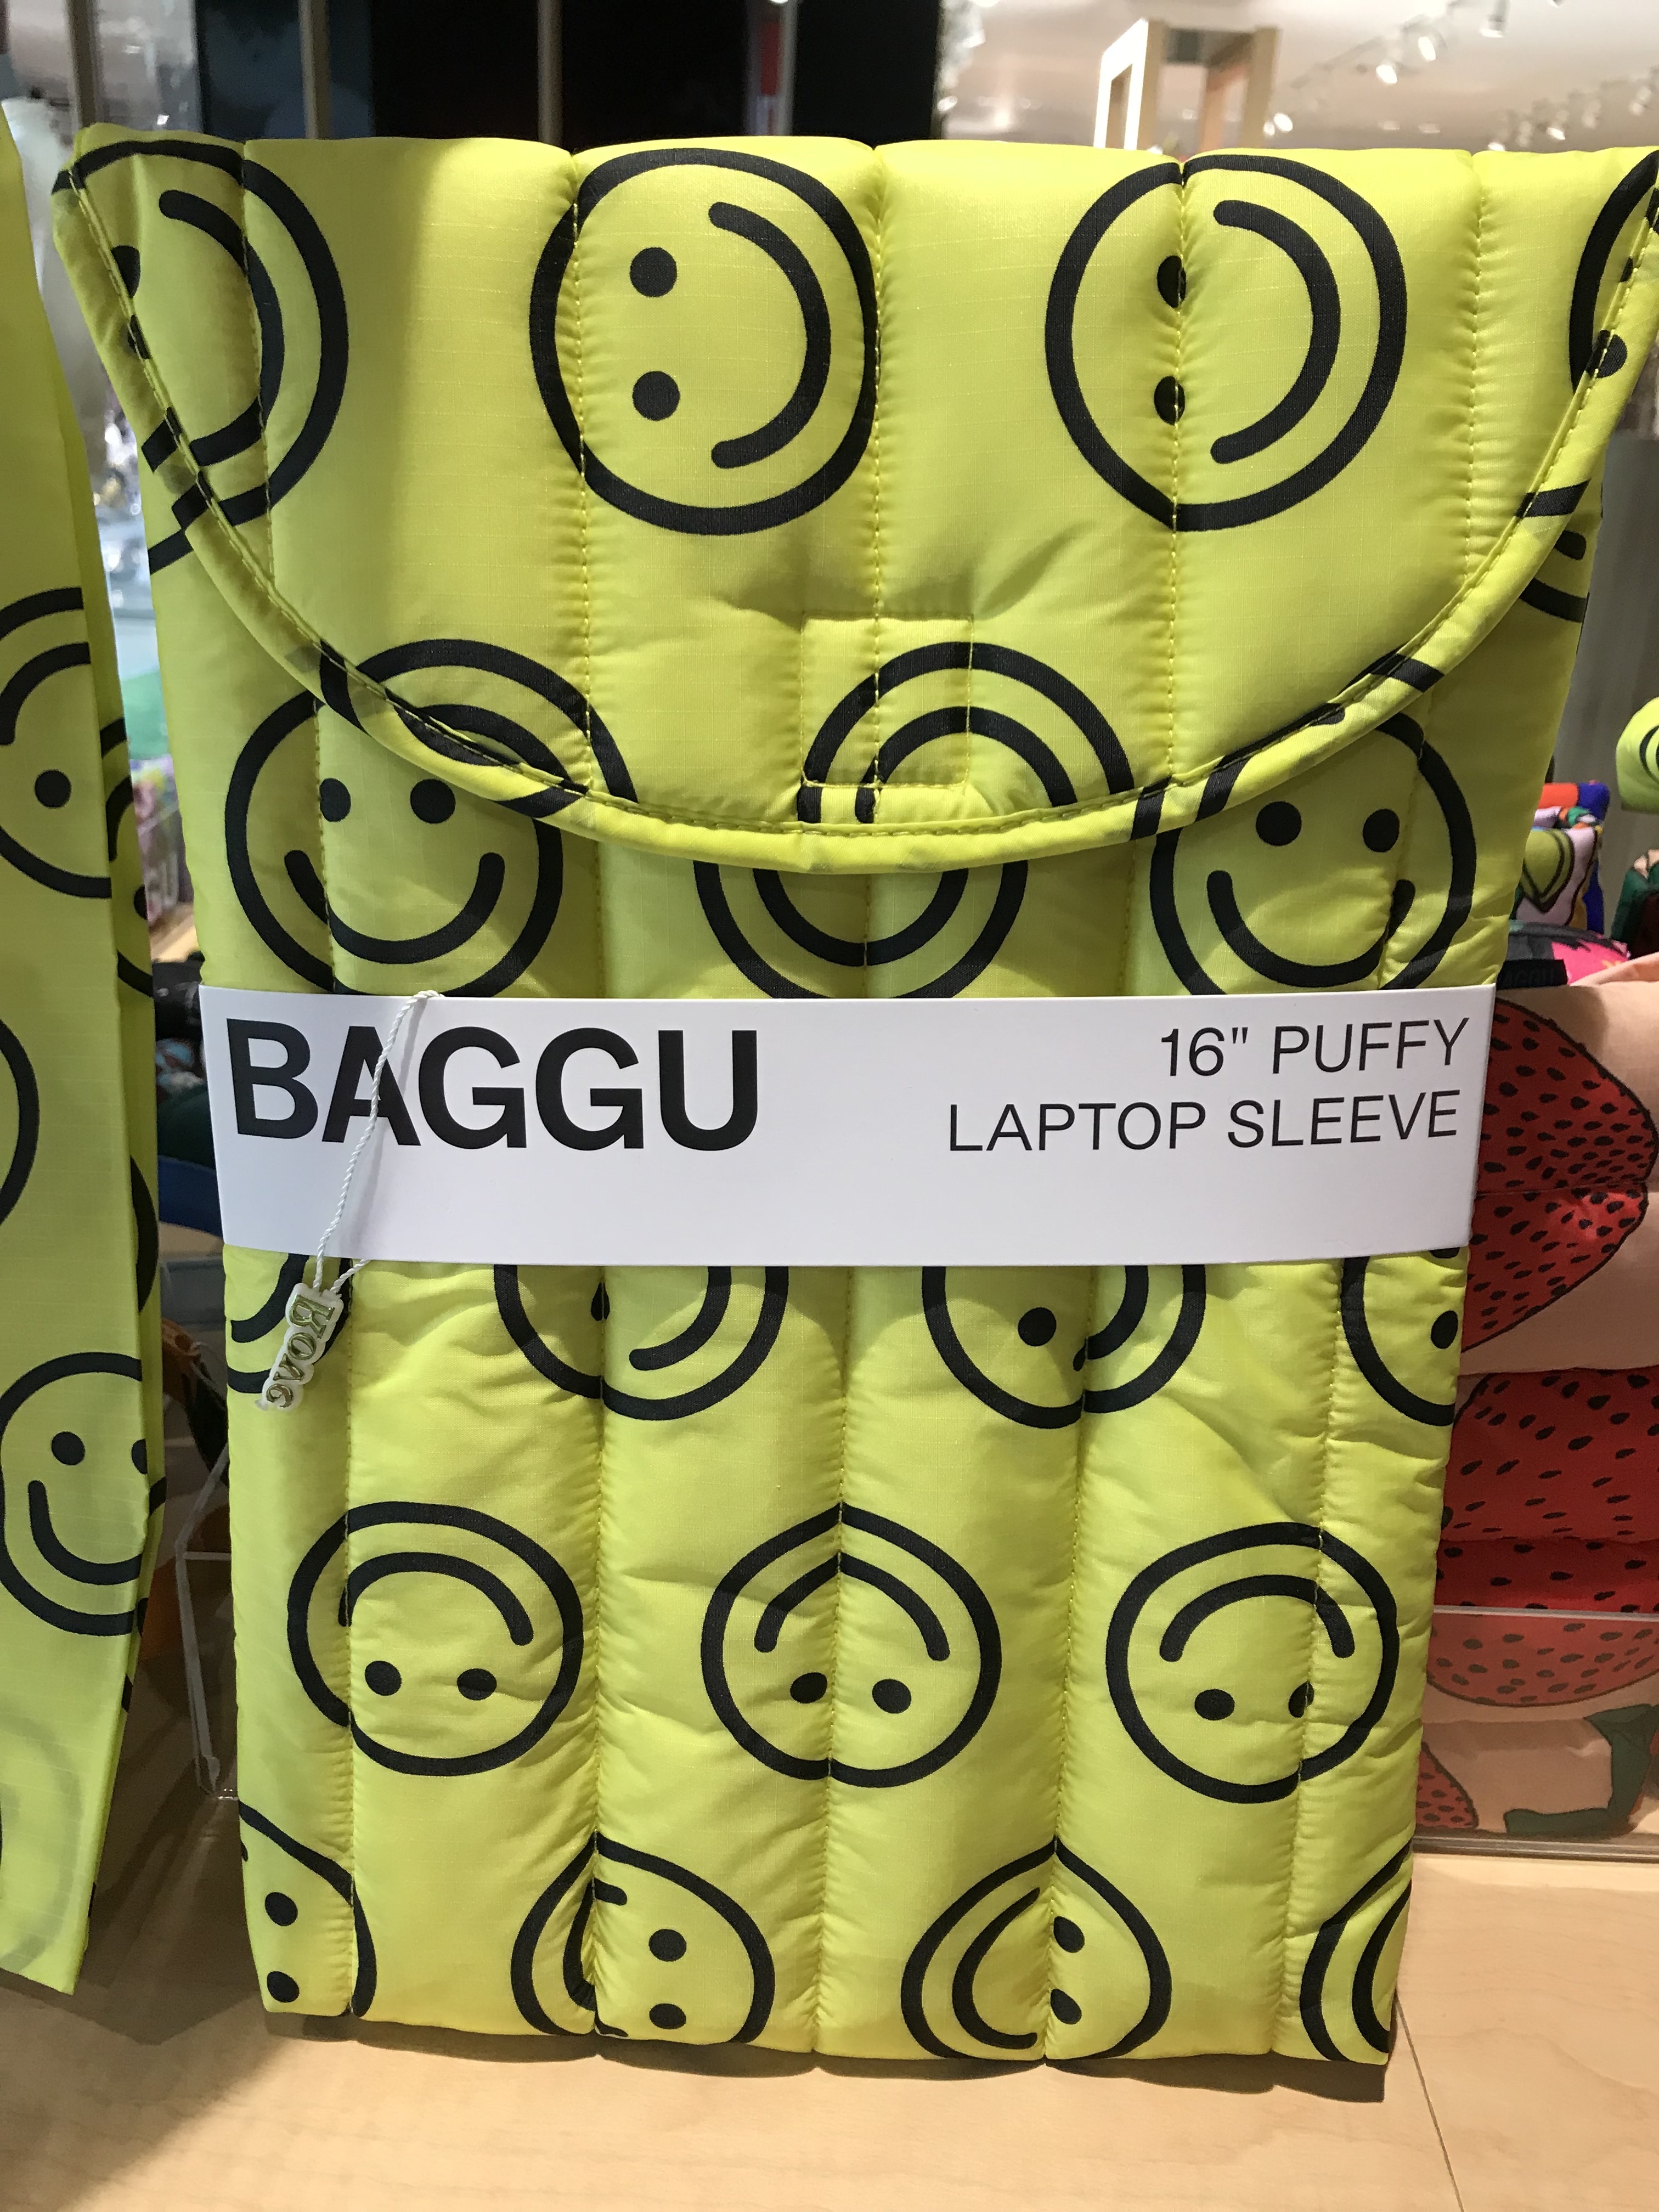 BAGGU
16" PUFFY
LAPTOP SLEEVE